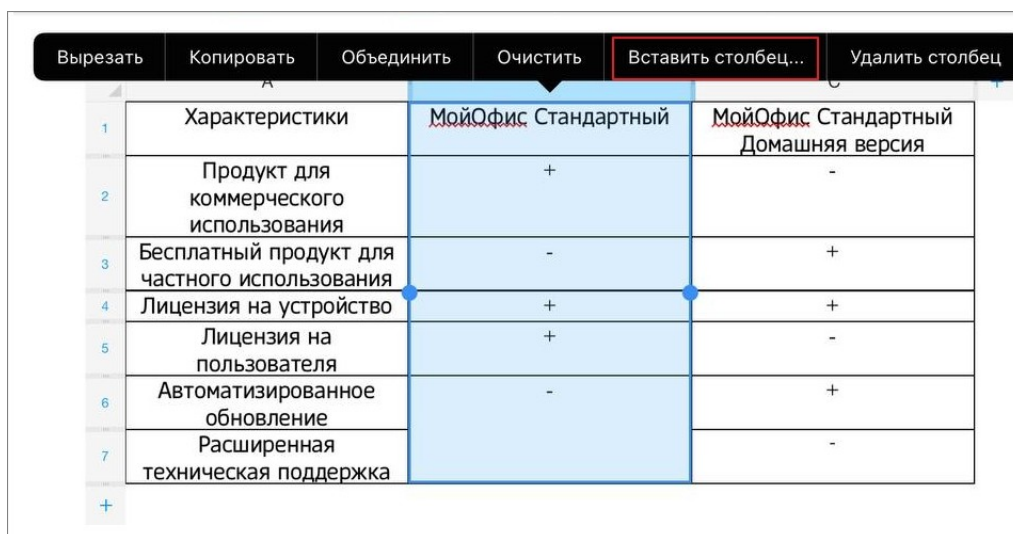 Вырезать Копировать Объединить Очистить Вставить столбец... Удалить столбец
A C
1 Характеристики МойОфис Стандартный МойОфис Стандартный
Домашняя версия
2 Продукт для + -
коммерческого
использования
3 Бесплатный продукт для - +
частного использования
4 Лицензия на устройство + +
5 Лицензия на + -
пользователя
6 Автоматизированное - +
обновление
7 Расширенная -
техническая поддержка
+